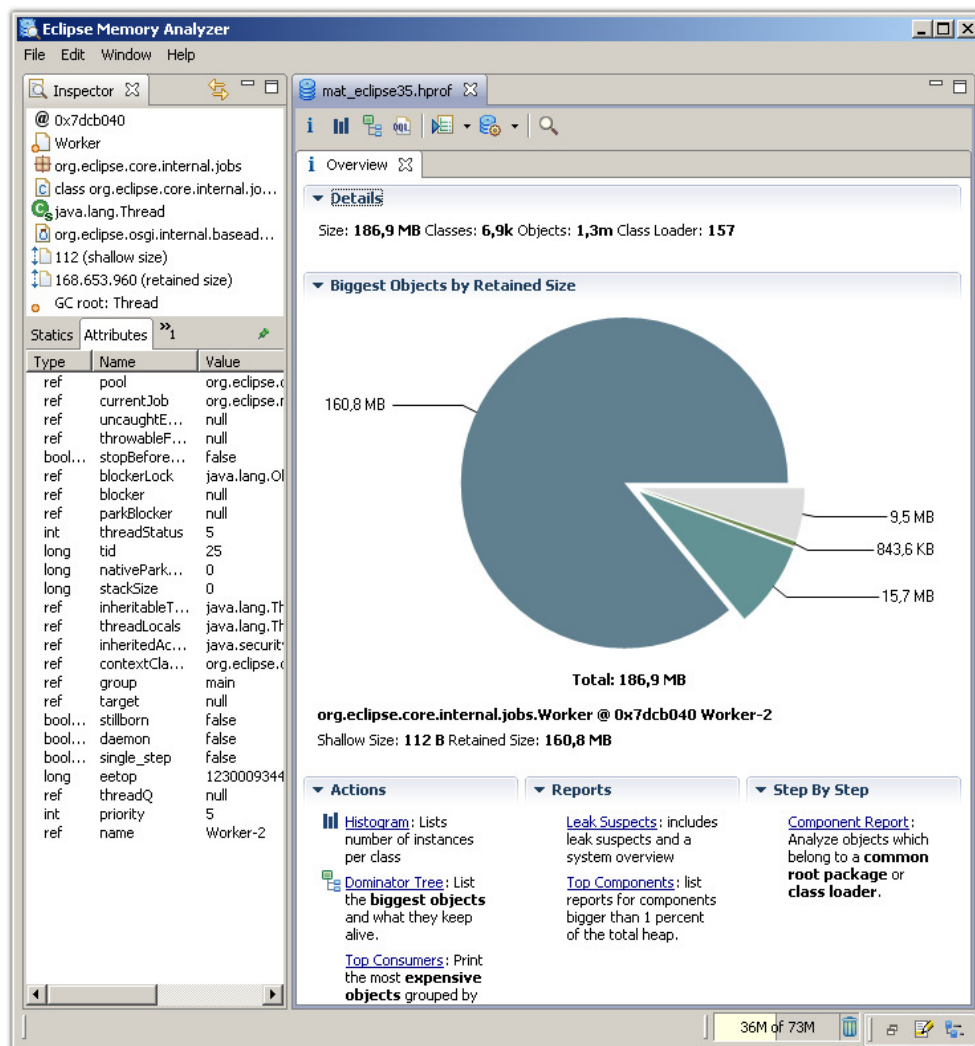 Eclipse Memory Analyzer
File Edit Window Help
Inspector
@ 0x7dcb040
Worker
org.eclipse.core.internal.jobs
class org.eclipse.core.internal.jo...
java.lang.Thread
org.eclipse.osgi.internal.basead...
112 (shallow size)
168.653.960 (retained size)
GC root: Thread
Statics Attributes »1
Type Name Value
ref pool org.eclipse.c
ref currentJob org.eclipse.r
ref uncaughtE... null
ref throwableF... null
bool... stopBefore... false
ref blockerLock java.lang.Ol
ref blocker null
ref parkBlocker null
int threadStatus 5
long tid 25
long nativePark... 0
long stackSize 0
ref inheritableT... java.lang.Th
ref threadLocals java.lang.Th
ref inheritedAc... java.securit
ref contextCla... org.eclipse.c
ref group main
ref target null
bool... stillborn false
bool... daemon false
bool... single_step false
long eetop 1230009344
ref threadQ null
int priority 5
ref name Worker-2
mat_eclipse35.hprof
i OQL
i Overview
Details
Size: 186,9 MB Classes: 6,9k Objects: 1,3m Class Loader: 157
Biggest Objects by Retained Size
160,8 MB
9,5 MB
843,6 KB
15,7 MB
Total: 186,9 MB
org.eclipse.core.internal.jobs.Worker @ 0x7dcb040 Worker-2
Shallow Size: 112 B Retained Size: 160,8 MB
Actions
Histogram: Lists
number of instances
per class
Dominator Tree: List
the biggest objects
and what they keep
alive.
Top Consumers: Print
the most expensive
objects grouped by
Reports
Leak Suspects: includes
leak suspects and a
system overview
Top Components: list
reports for components
bigger than 1 percent
of the total heap.
Step By Step
Component Report:
Analyze objects which
belong to a common
root package or
class loader.
36M of 73M